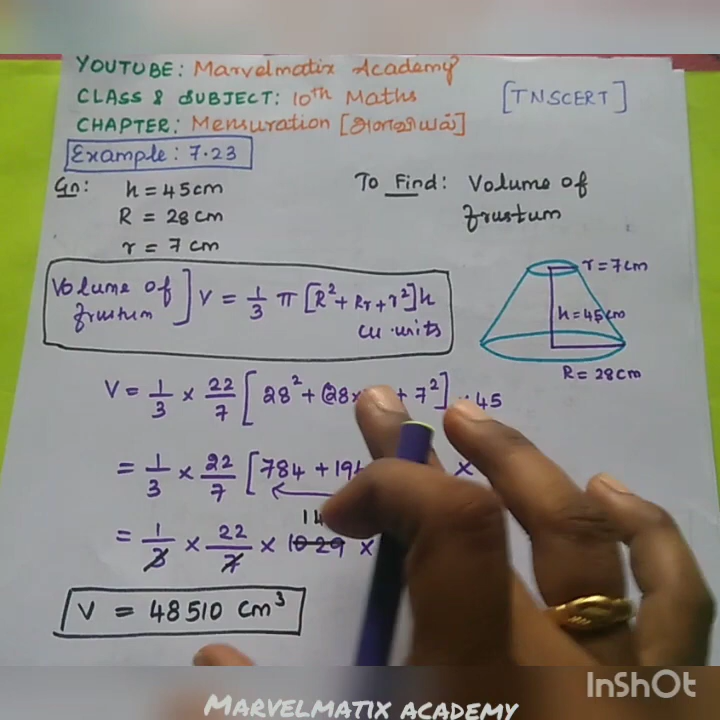 YOUTUBE: Marvelmatix Academy
CLASS & SUBJECT: 10th Maths
[TNSCERT]
CHAPTER: Mensuration [அளவியல்]
Example: 7.23
Gn: h = 45cm
R = 28cm
r = 7 cm
To Find: Volume of frustum
Volume of frustum] V = 1/3 π [R² + Rr + r²] h cu.units
r = 7cm
h = 45cm
R = 28cm
V = 1/3 × 22/7 [28² + (28× + 7²] 45
= 1/3 × 22/7 [784 + ×
14
= 1/3 × 22/7 × 1029 ×
V = 48510 cm³
MARVELMATIX ACADEMY
InShOt